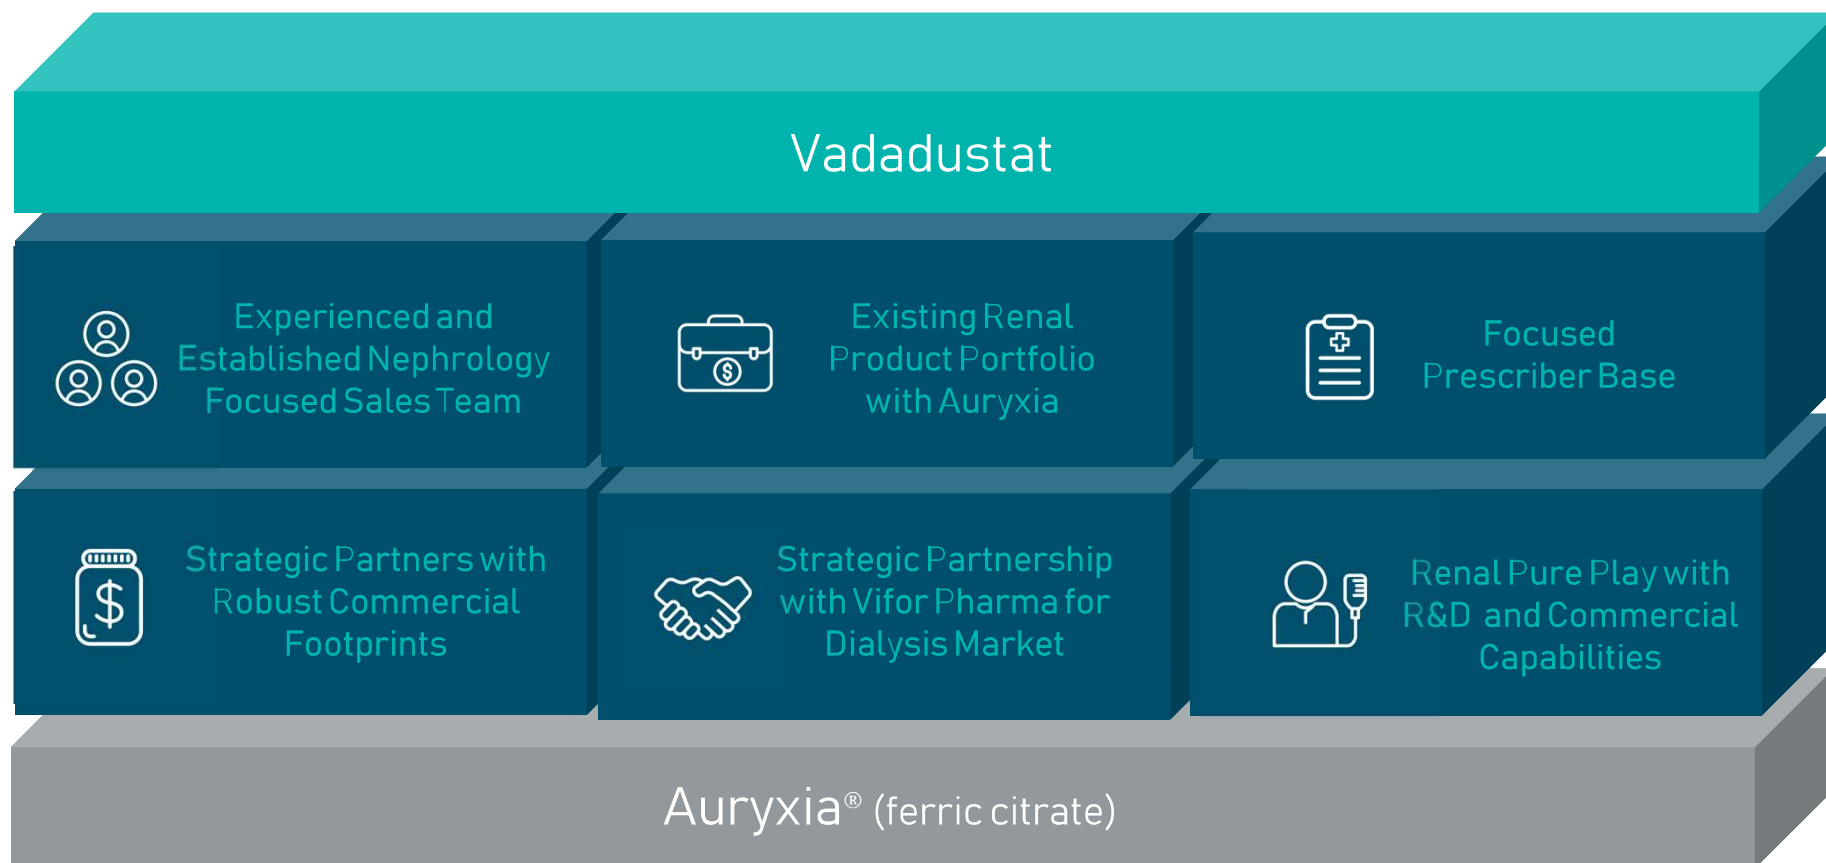 Vadadustat
Experienced and
Established Nephrology
Focused Sales Team
Existing Renal
Product Portfolio
with Auryxia
Focused
Prescriber Base
Strategic Partners with
Robust Commercial
Footprints
Strategic Partnership
with Vifor Pharma for
Dialysis Market
Renal Pure Play with
R&D and Commercial
Capabilities
Auryxia® (ferric citrate)